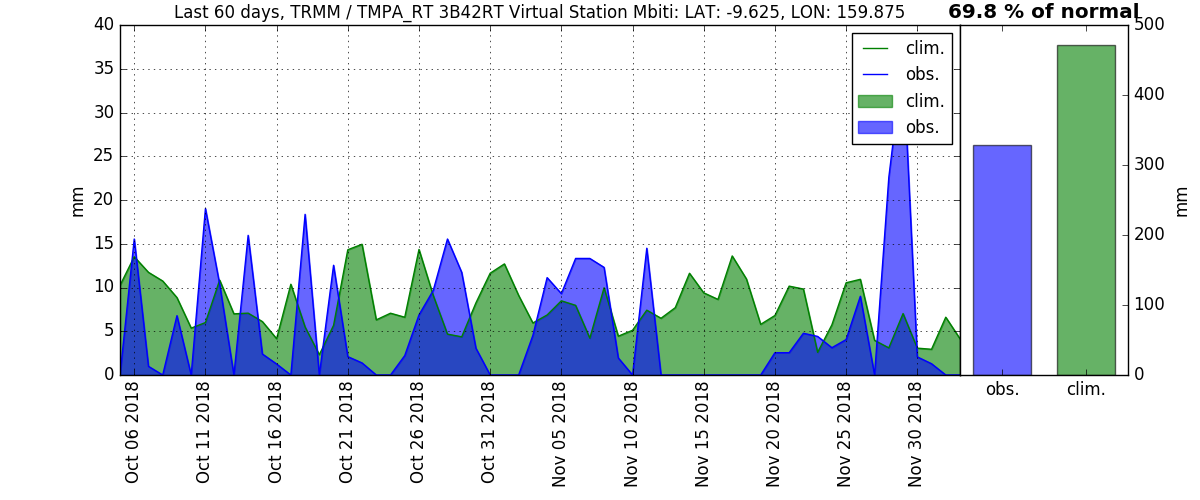 Last 60 days, TRMM / TMPA_RT 3B42RT Virtual Station Mbiti: LAT: -9.625, LON: 159.875
69.8 % of normal
40
35
30
25
20
15
10
5
0
mm
clim.
obs.
clim.
obs.
Oct 06 2018
Oct 11 2018
Oct 16 2018
Oct 21 2018
Oct 26 2018
Oct 31 2018
Nov 05 2018
Nov 10 2018
Nov 15 2018
Nov 20 2018
Nov 25 2018
Nov 30 2018
500
400
300
200
100
0
mm
obs.
clim.